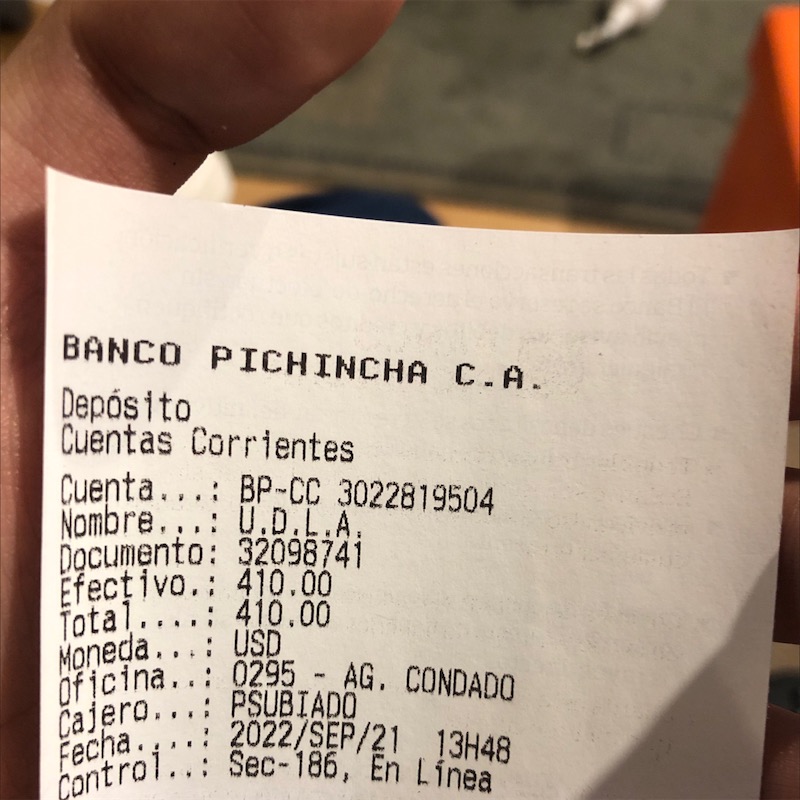 BANCO PICHINCHA C.A.
Depósito
Cuentas Corrientes
Cuenta...: BP-CC 3022819504
Nombre...: U.D.L.A.
Documento: 32098741
Efectivo.: 410.00
Total....: 410.00
Moneda...: USD
Oficina..: 0295 - AG. CONDADO
Cajero...: PSUBIADO
Fecha....: 2022/SEP/21 13H48
Control..: Sec-186, En Línea